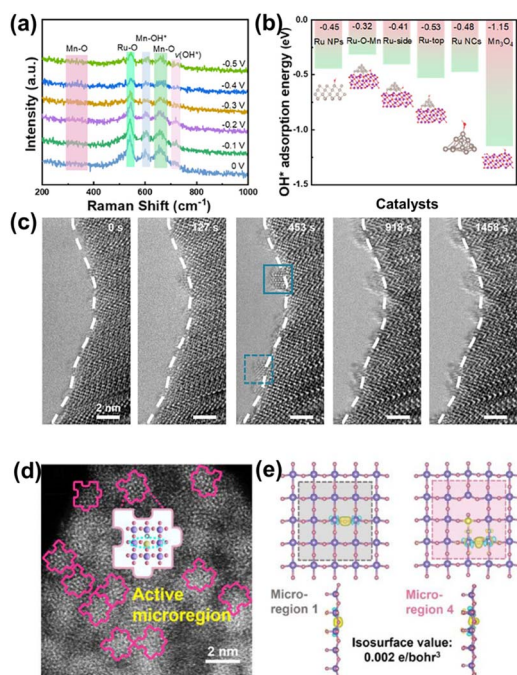 (a)
Mn-OH*
Mn-O
Ru-O
Mn-O
ν(OH*)
-0.5 V
-0.4 V
-0.3 V
-0.2 V
-0.1 V
0 V
Intensity (a.u.)
200 400 600 800 1000
Raman Shift (cm⁻¹)
(b)
OH* adsorption energy (eV)
0.0
-0.5
-1.0
-1.5
-0.45 -0.32 -0.41 -0.53 -0.48 -1.15
Ru NPs Ru-O-Mn Ru-side Ru-top Ru NCs Mn₃O₄
Catalysts
(c)
0 s
127 s
453 s
918 s
1458 s
2 nm
(d)
Active
microregion
2 nm
(e)
Micro-
region 1
Micro-
region 4
Isosurface value:
0.002 e/bohr³